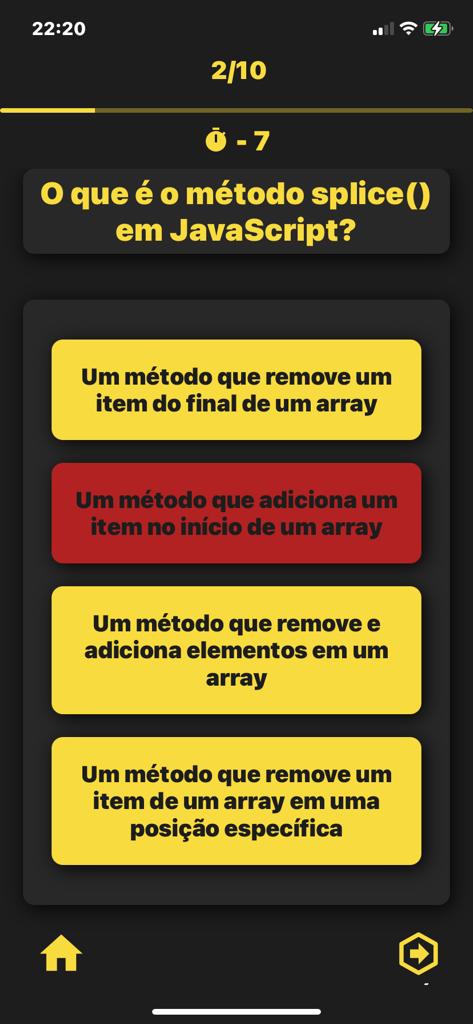 22:20
2/10
- 7
O que é o método splice()
em JavaScript?
Um método que remove um
item do final de um array
Um método que adiciona um
item no início de um array
Um método que remove e
adiciona elementos em um
array
Um método que remove um
item de um array em uma
posição específica